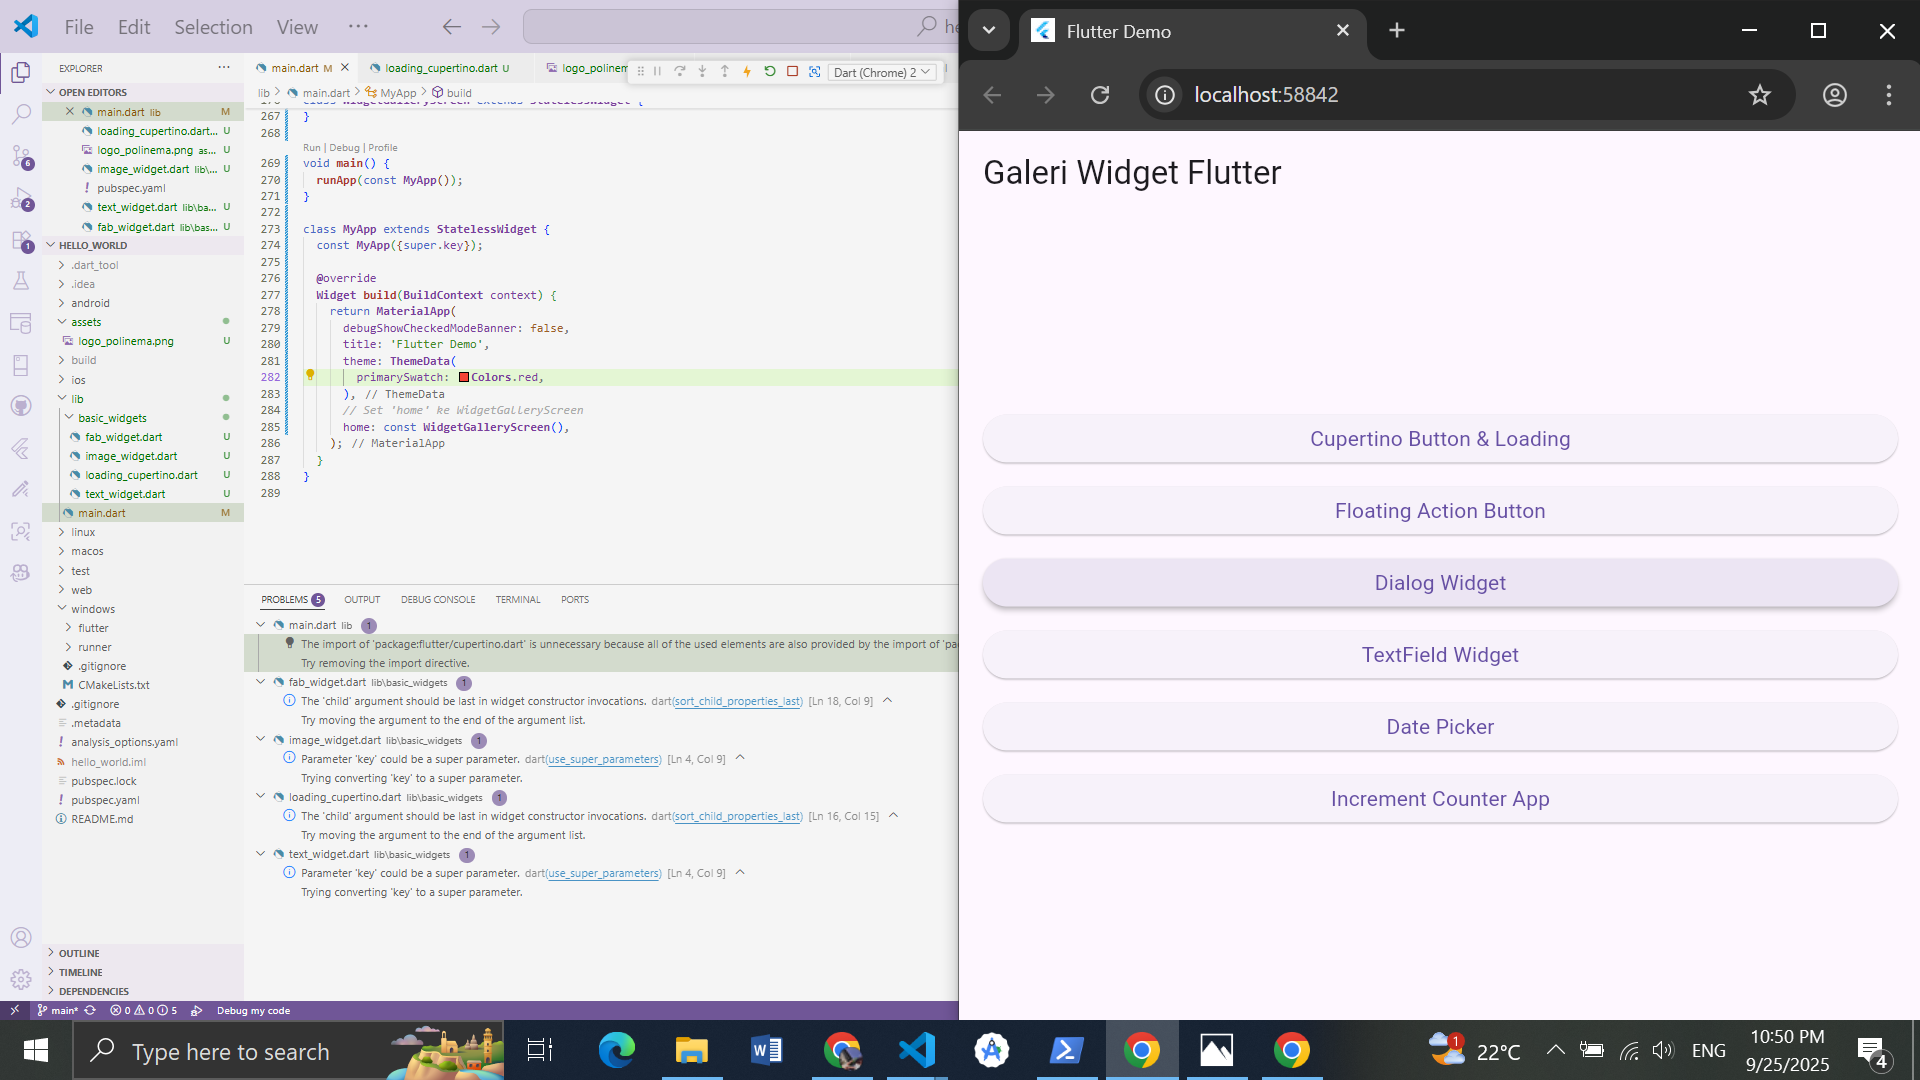 File Edit Selection View ··· he
EXPLORER ···
OPEN EDITORS
main.dart lib M
loading_cupertino.dart... U
logo_polinema.png as... U
image_widget.dart lib\... U
pubspec.yaml
text_widget.dart lib\ba... U
fab_widget.dart lib\bas... U
HELLO_WORLD
.dart_tool
.idea
android
assets
logo_polinema.png U
build
ios
lib
basic_widgets
fab_widget.dart U
image_widget.dart U
loading_cupertino.dart U
text_widget.dart U
main.dart M
linux
macos
test
web
windows
flutter
runner
.gitignore
CMakeLists.txt
.gitignore
.metadata
analysis_options.yaml
hello_world.iml
pubspec.lock
pubspec.yaml
README.md
OUTLINE
TIMELINE
DEPENDENCIES
6
2
1
main.dart M loading_cupertino.dart U logo_polinem
Dart (Chrome) 2
lib > main.dart > MyApp > build
176 class WidgetGalleryScreen extends StatelessWidget {
267 }
268
Run | Debug | Profile
269 void main() {
270 runApp(const MyApp());
271 }
272
273 class MyApp extends StatelessWidget {
274 const MyApp({super.key});
275
276 @override
277 Widget build(BuildContext context) {
278 return MaterialApp(
279 debugShowCheckedModeBanner: false,
280 title: 'Flutter Demo',
281 theme: ThemeData(
282 primarySwatch: Colors.red,
283 ), // ThemeData
284 // Set 'home' ke WidgetGalleryScreen
285 home: const WidgetGalleryScreen(),
286 ); // MaterialApp
287 }
288 }
289
PROBLEMS 5 OUTPUT DEBUG CONSOLE TERMINAL PORTS
main.dart lib 1
The import of 'package:flutter/cupertino.dart' is unnecessary because all of the used elements are also provided by the import of 'pa
Try removing the import directive.
fab_widget.dart lib\basic_widgets 1
The 'child' argument should be last in widget constructor invocations. dart(sort_child_properties_last) [Ln 18, Col 9]
Try moving the argument to the end of the argument list.
image_widget.dart lib\basic_widgets 1
Parameter 'key' could be a super parameter. dart(use_super_parameters) [Ln 4, Col 9]
Trying converting 'key' to a super parameter.
loading_cupertino.dart lib\basic_widgets 1
The 'child' argument should be last in widget constructor invocations. dart(sort_child_properties_last) [Ln 16, Col 15]
Try moving the argument to the end of the argument list.
text_widget.dart lib\basic_widgets 1
Parameter 'key' could be a super parameter. dart(use_super_parameters) [Ln 4, Col 9]
Trying converting 'key' to a super parameter.
main* 0 0 5 Debug my code
Flutter Demo
localhost:58842
Galeri Widget Flutter
Cupertino Button & Loading
Floating Action Button
Dialog Widget
TextField Widget
Date Picker
Increment Counter App
Type here to search
1 22°C ENG
10:50 PM
9/25/2025
4